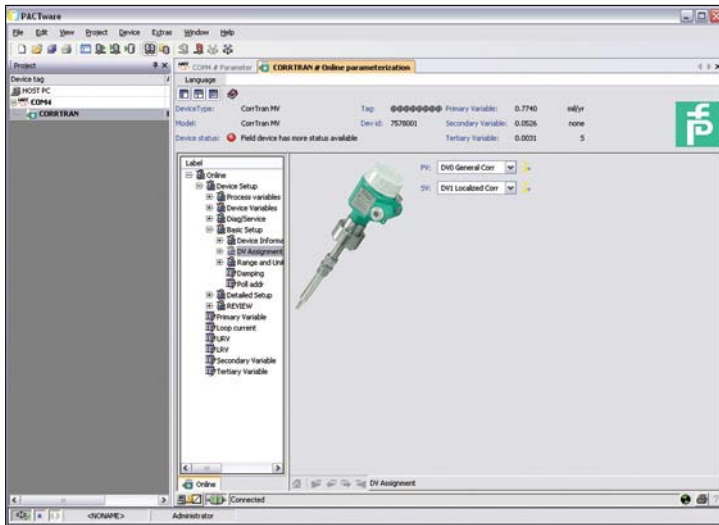 PACTware
File Edit View Project Device Extras Window Help
Project
Device tag
HOST PC
COM4
CORRTRAN
COM4 # Parameter
CORRTRAN # Online parameterization
Language
DeviceType: CorrTran MV Tag: @@@@@@@@ Primary Variable: 0.7740 mil/yr
Model: CorrTran MV Dev id: 7578001 Secondary Variable: 0.0526 none
Device status: Field device has more status available Tertiary Variable: 0.0031 S
Label
Online
Device Setup
Process variables
Device Variables
Diag/Service
Basic Setup
Device Informa
DV Assignment
Range and Unit
Damping
Poll addr
Detailed Setup
REVIEW
Primary Variable
Loop current
URV
LRV
Secondary Variable
Tertiary Variable
PV: DV0 General Corr
SV: DV1 Localized Corr
Online
DV Assignment
Connected
<NONAME> Administrator